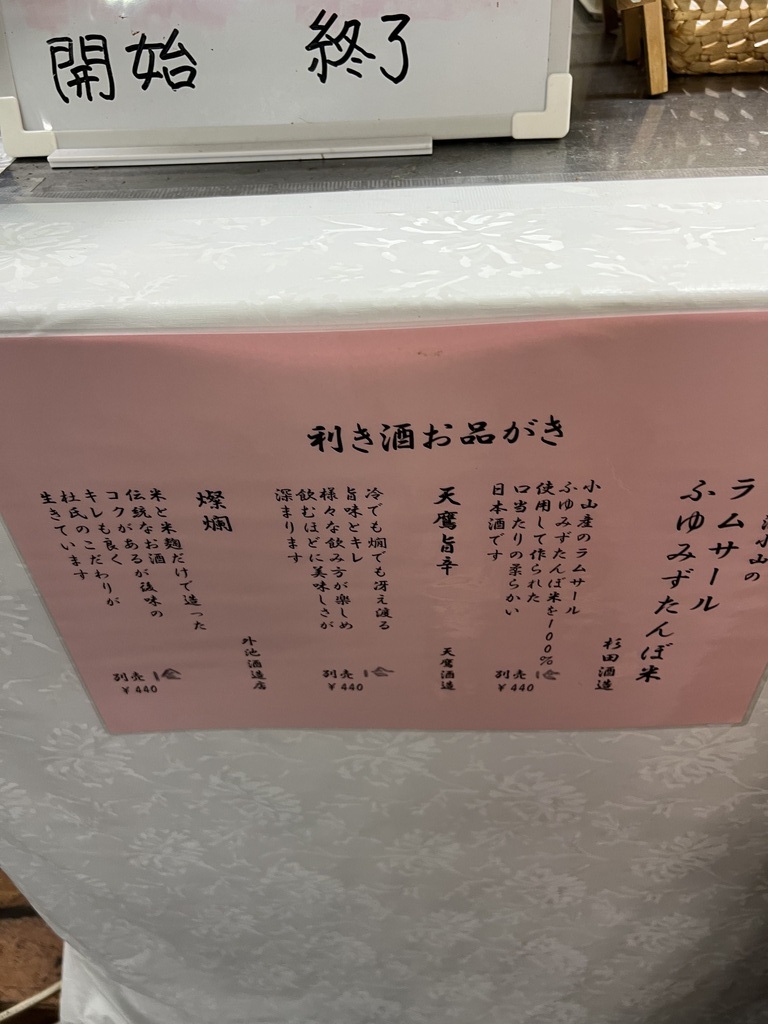 開始 終了
利き酒お品がき
小山の
ラムサール
ふゆみずたんぼ米
杉田酒造
小山産のラムサール
ふゆみずたんぼ米を100%
使用して作られた
口当たりの柔らかい
日本酒です
別売 1合
¥440
天鷹旨辛
天鷹酒造
冷でも燗でも冴え渡る
旨味とキレ
様々な飲み方が楽しめ
飲むほどに美味しさが
深まります
別売 1合
¥440
燦爛
外池酒造店
米と米麹だけで造った
伝統なお酒
コクがあるが後味の
キレも良く
杜氏のこだわりが
生きています
別売 1合
¥440